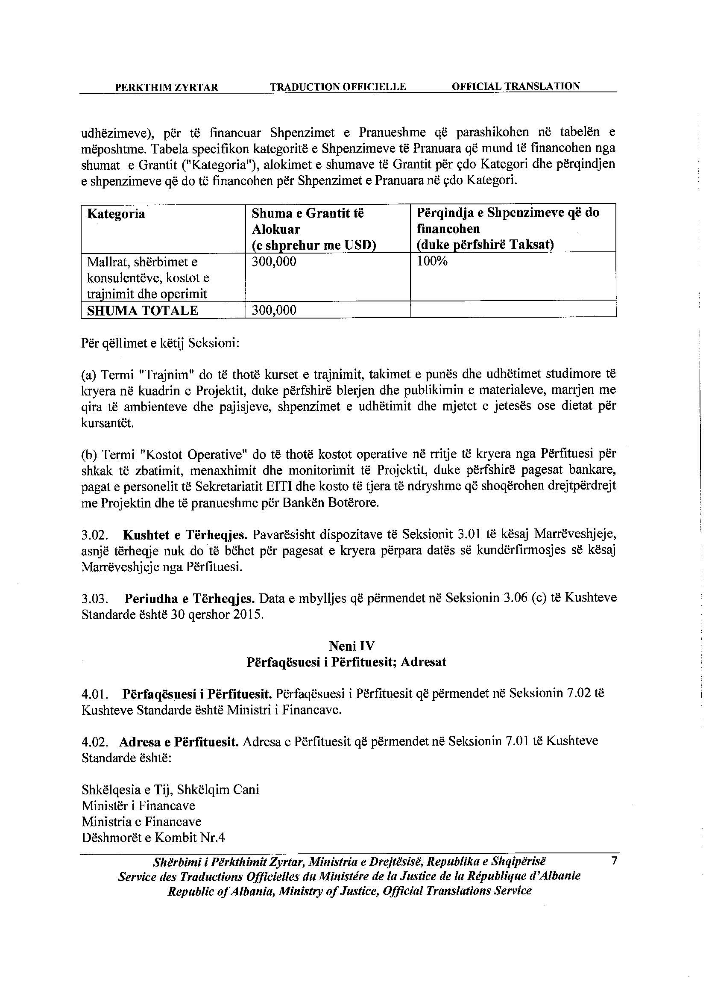 PERKTHIM ZYRTAR TRADUCTION OFFICIELLE OFFICIAL TRANSLATION
udhëzimeve), për të financuar Shpenzimet e Pranueshme që parashikohen në tabelën e
mëposhtme. Tabela specifikon kategoritë e Shpenzimeve të Pranuara që mund të financohen nga
shumat e Grantit ("Kategoria"), alokimet e shumave të Grantit për çdo Kategori dhe përqindjen
e shpenzimeve që do të financohen për Shpenzimet e Pranuara në çdo Kategori.
Kategoria
Shuma e Grantit të
Alokuar
(e shprehur me USD)
Përqindja e Shpenzimeve që do
financohen
(duke përfshirë Taksat)
Mallrat, shërbimet e
konsulentëve, kostot e
trajnimit dhe operimit
300,000
100%
SHUMA TOTALE
300,000
Për qëllimet e këtij Seksioni:
(a) Termi "Trajnim" do të thotë kurset e trajnimit, takimet e punës dhe udhëtimet studimore të
kryera në kuadrin e Projektit, duke përfshirë blerjen dhe publikimin e materialeve, marrjen me
qira të ambienteve dhe pajisjeve, shpenzimet e udhëtimit dhe mjetet e jetesës ose dietat për
kursantët.
(b) Termi "Kostot Operative" do të thotë kostot operative në rritje të kryera nga Përfituesi për
shkak të zbatimit, menaxhimit dhe monitorimit të Projektit, duke përfshirë pagesat bankare,
pagat e personelit të Sekretariatit EITI dhe kosto të tjera të ndryshme që shoqërohen drejtpërdrejt
me Projektin dhe të pranueshme për Bankën Botërore.
3.02. Kushtet e Tërheqjes. Pavarësisht dispozitave të Seksionit 3.01 të kësaj Marrëveshjeje,
asnjë tërheqje nuk do të bëhet për pagesat e kryera përpara datës së kundërfirmosjes së kësaj
Marrëveshjeje nga Përfituesi.
3.03. Periudha e Tërheqjes. Data e mbylljes që përmendet në Seksionin 3.06 (c) të Kushteve
Standarde është 30 qershor 2015.
Neni IV
Përfaqësuesi i Përfituesit; Adresat
4.01. Përfaqësuesi i Përfituesit. Përfaqësuesi i Përfituesit që përmendet në Seksionin 7.02 të
Kushteve Standarde është Ministri i Financave.
4.02. Adresa e Përfituesit. Adresa e Përfituesit që përmendet në Seksionin 7.01 të Kushteve
Standarde është:
Shkëlqesia e Tij, Shkëlqim Cani
Ministër i Financave
Ministria e Financave
Dëshmorët e Kombit Nr.4
Shërbimi i Përkthimit Zyrtar, Ministria e Drejtësisë, Republika e Shqipërisë 7
Service des Traductions Officielles du Ministére de la Justice de la République d'Albanie
Republic of Albania, Ministry of Justice, Official Translations Service